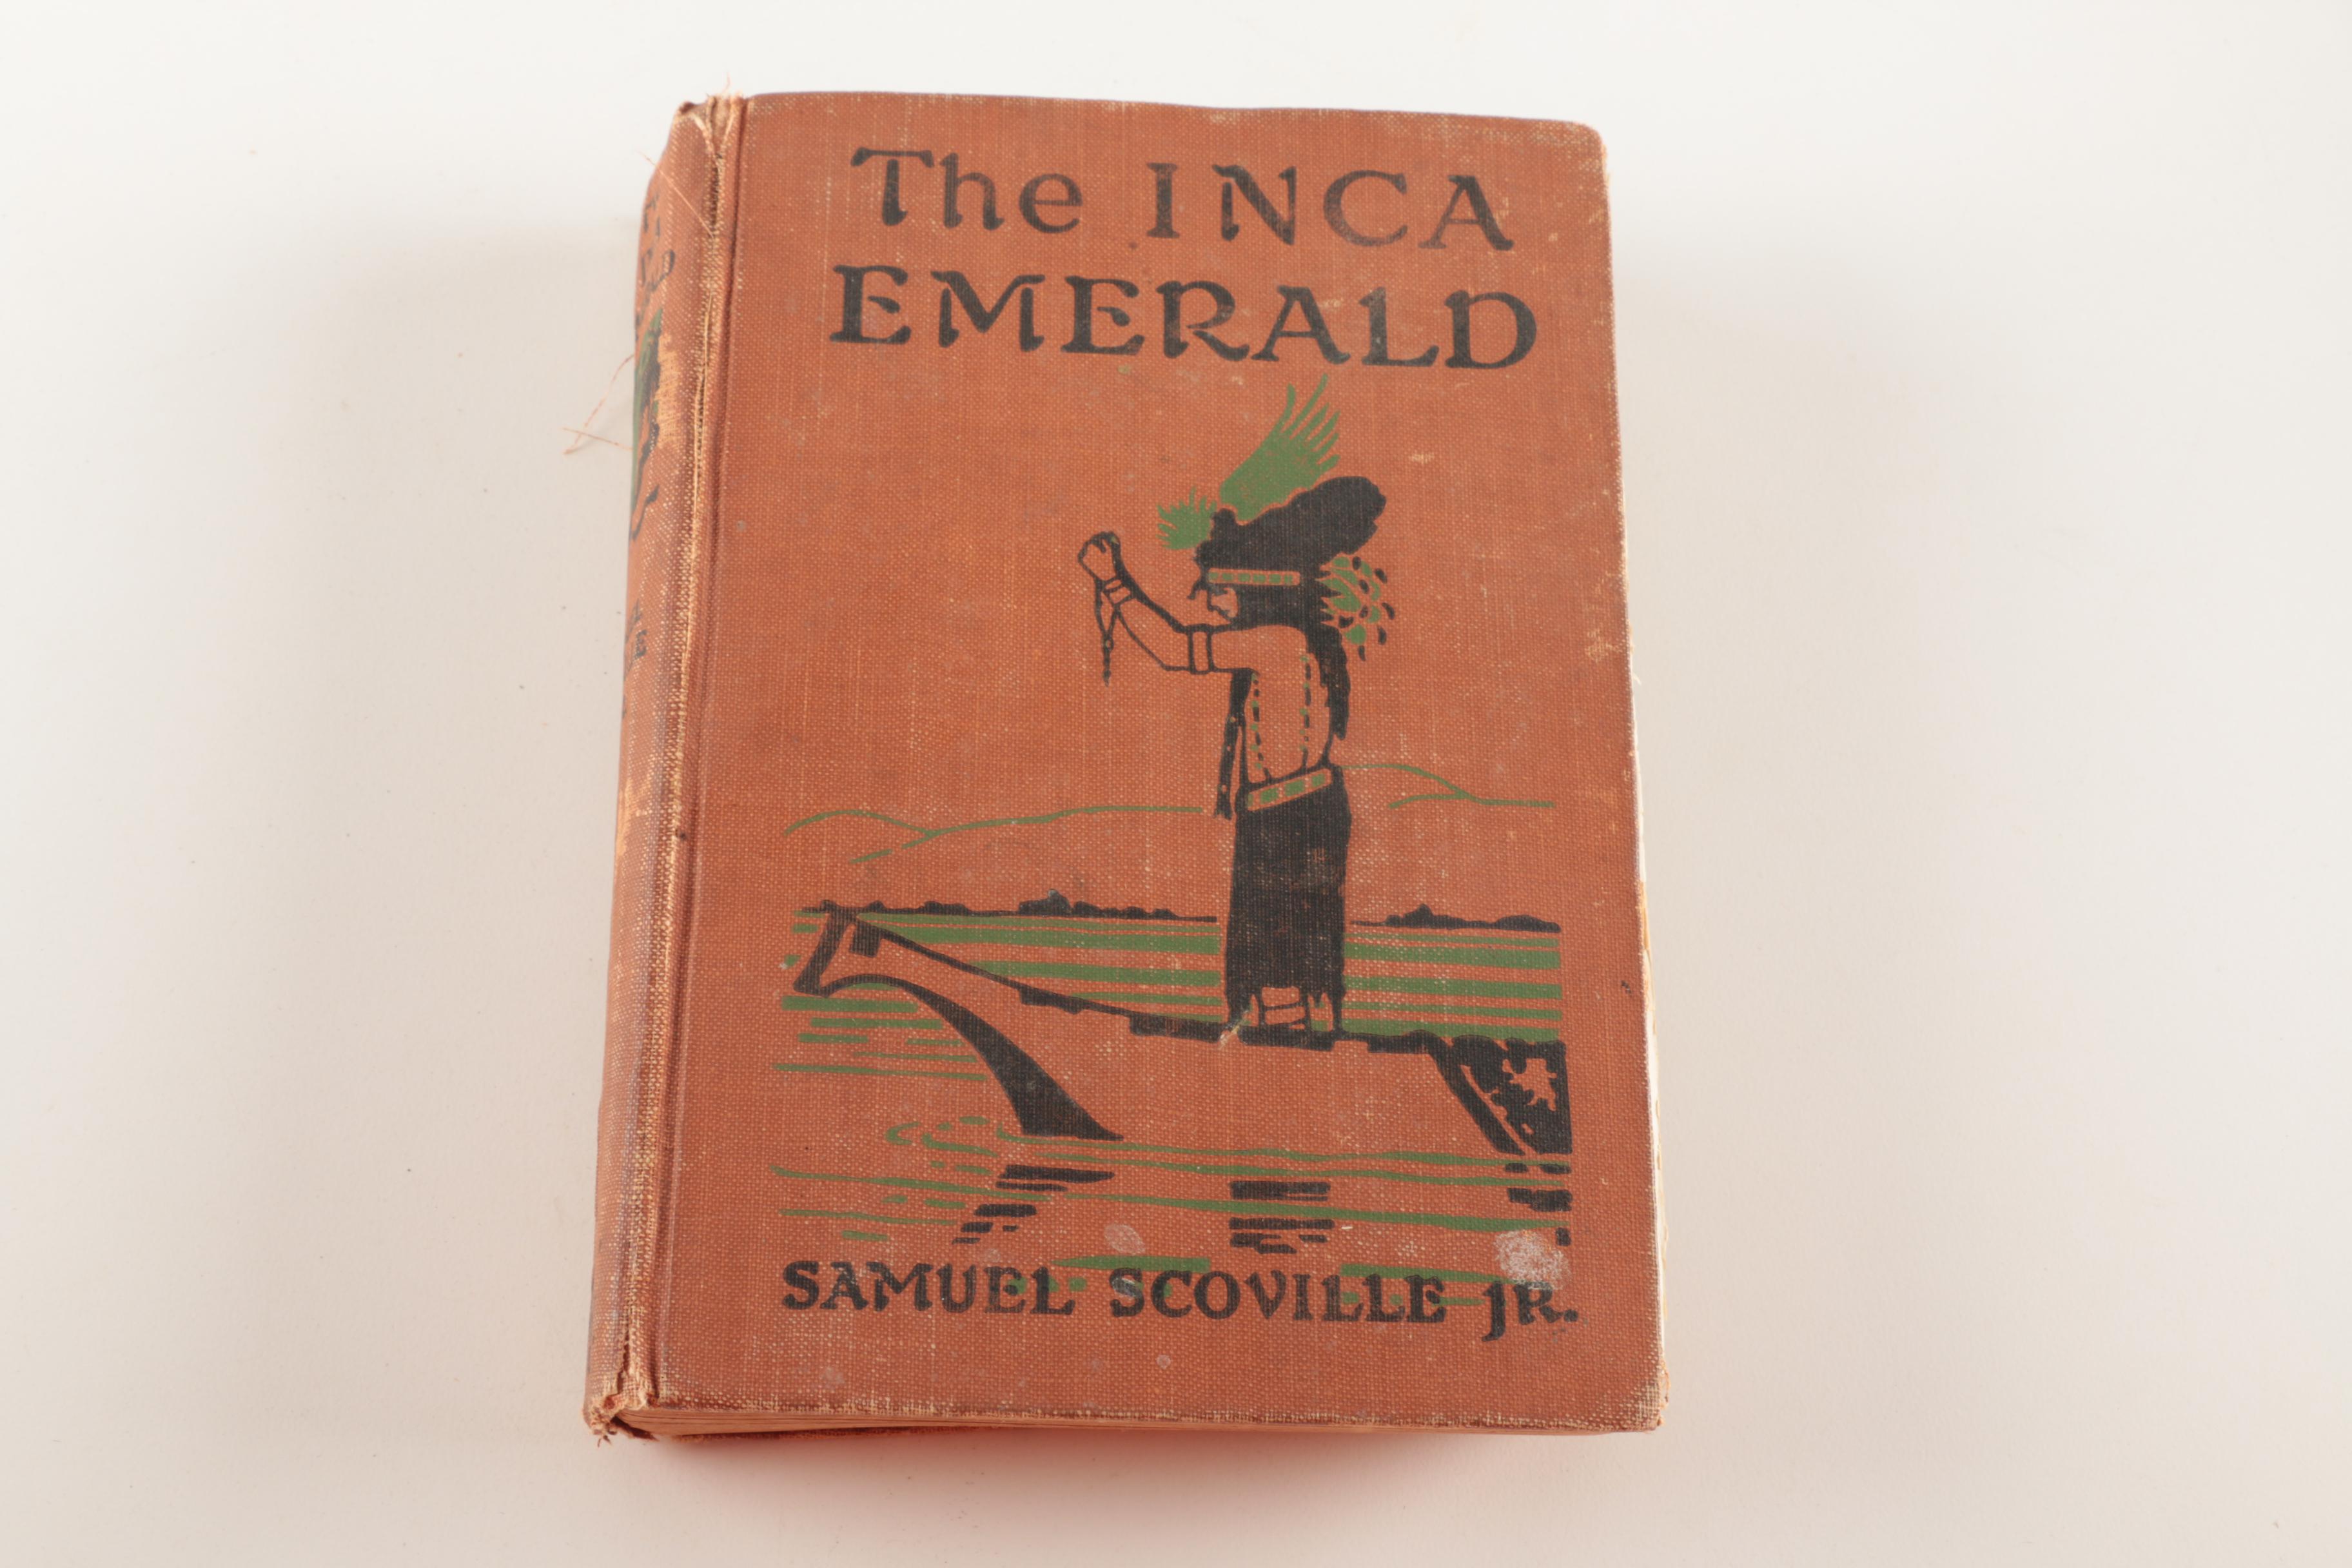 The INCA
EMERALD
SAMUEL SCOVILLE JR.